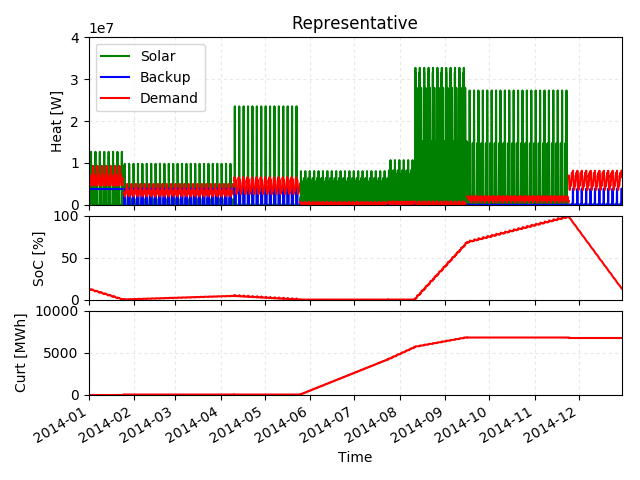 Representative
1e7
Solar
Backup
Demand
Heat [W]
4
3
2
1
0
SoC [%]
100
50
0
Curt [MWh]
10000
5000
0
2014-01 2014-02 2014-03 2014-04 2014-05 2014-06 2014-07 2014-08 2014-09 2014-10 2014-11 2014-12
Time